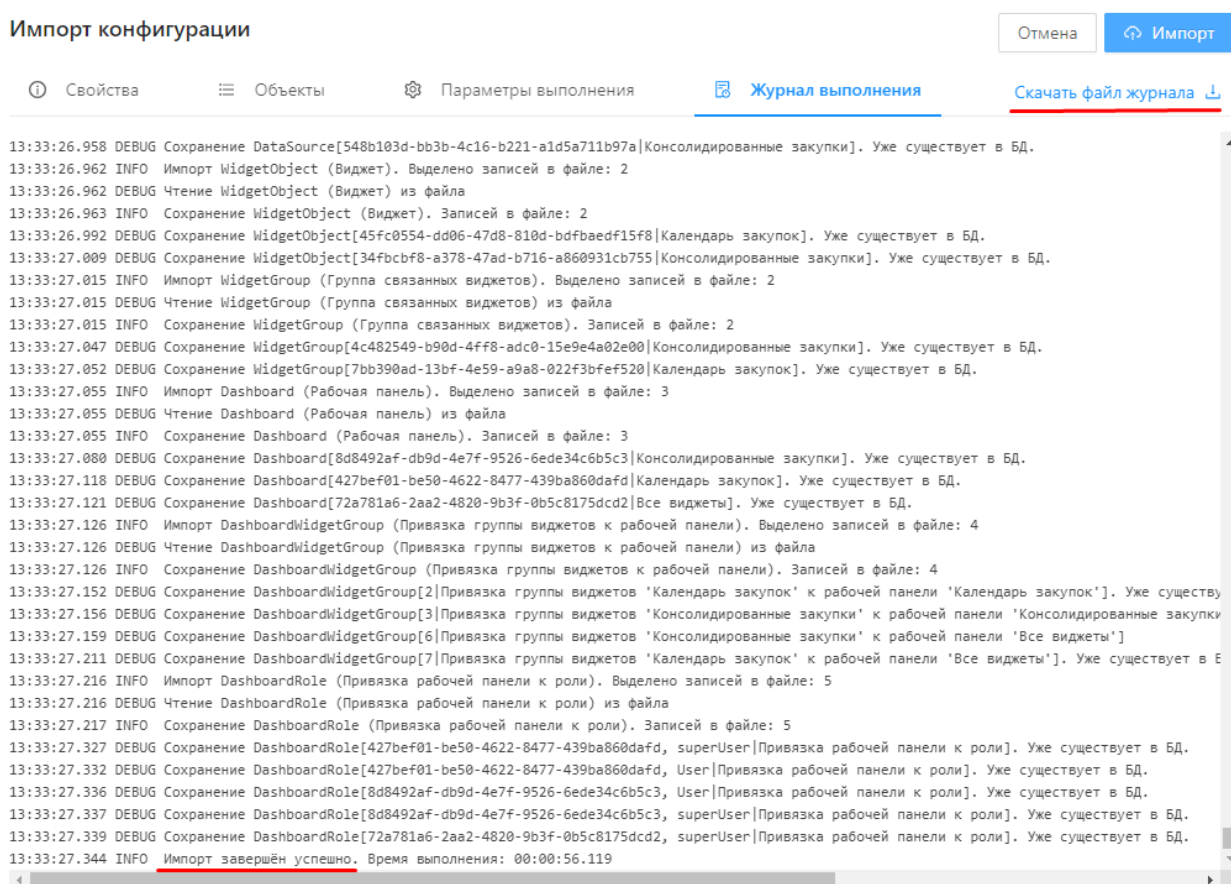 Импорт конфигурации
Отмена
Импорт
Свойства
Объекты
Параметры выполнения
Журнал выполнения
Скачать файл журнала
13:33:26.958 DEBUG Сохранение DataSource[548b103d-bb3b-4c16-b221-a1d5a711b97a|Консолидированные закупки]. Уже существует в БД.
13:33:26.962 INFO Импорт WidgetObject (Виджет). Выделено записей в файле: 2
13:33:26.962 DEBUG Чтение WidgetObject (Виджет) из файла
13:33:26.963 INFO Сохранение WidgetObject (Виджет). Записей в файле: 2
13:33:26.992 DEBUG Сохранение WidgetObject[45fc0554-dd06-47d8-810d-bdfbaedf15f8|Календарь закупок]. Уже существует в БД.
13:33:27.009 DEBUG Сохранение WidgetObject[34fbcbf8-a378-47ad-b716-a860931cb755|Консолидированные закупки]. Уже существует в БД.
13:33:27.015 INFO Импорт WidgetGroup (Группа связанных виджетов). Выделено записей в файле: 2
13:33:27.015 DEBUG Чтение WidgetGroup (Группа связанных виджетов) из файла
13:33:27.015 INFO Сохранение WidgetGroup (Группа связанных виджетов). Записей в файле: 2
13:33:27.047 DEBUG Сохранение WidgetGroup[4c482549-b90d-4ff8-adc0-15e9e4a02e00|Консолидированные закупки]. Уже существует в БД.
13:33:27.052 DEBUG Сохранение WidgetGroup[7bb390ad-13bf-4e59-a9a8-022f3bfef520|Календарь закупок]. Уже существует в БД.
13:33:27.055 INFO Импорт Dashboard (Рабочая панель). Выделено записей в файле: 3
13:33:27.055 DEBUG Чтение Dashboard (Рабочая панель) из файла
13:33:27.055 INFO Сохранение Dashboard (Рабочая панель). Записей в файле: 3
13:33:27.080 DEBUG Сохранение Dashboard[8d8492af-db9d-4e7f-9526-6ede34c6b5c3|Консолидированные закупки]. Уже существует в БД.
13:33:27.118 DEBUG Сохранение Dashboard[427bef01-be50-4622-8477-439ba860dafd|Календарь закупок]. Уже существует в БД.
13:33:27.121 DEBUG Сохранение Dashboard[72a781a6-2aa2-4820-9b3f-0b5c8175dcd2|Все виджеты]. Уже существует в БД.
13:33:27.126 INFO Импорт DashboardWidgetGroup (Привязка группы виджетов к рабочей панели). Выделено записей в файле: 4
13:33:27.126 DEBUG Чтение DashboardWidgetGroup (Привязка группы виджетов к рабочей панели) из файла
13:33:27.126 INFO Сохранение DashboardWidgetGroup (Привязка группы виджетов к рабочей панели). Записей в файле: 4
13:33:27.152 DEBUG Сохранение DashboardWidgetGroup[2|Привязка группы виджетов 'Календарь закупок' к рабочей панели 'Календарь закупок']. Уже существу
13:33:27.156 DEBUG Сохранение DashboardWidgetGroup[3|Привязка группы виджетов 'Консолидированные закупки' к рабочей панели 'Консолидированные закупки
13:33:27.159 DEBUG Сохранение DashboardWidgetGroup[6|Привязка группы виджетов 'Консолидированные закупки' к рабочей панели 'Все виджеты']
13:33:27.211 DEBUG Сохранение DashboardWidgetGroup[7|Привязка группы виджетов 'Календарь закупок' к рабочей панели 'Все виджеты']. Уже существует в
13:33:27.216 INFO Импорт DashboardRole (Привязка рабочей панели к роли). Выделено записей в файле: 5
13:33:27.216 DEBUG Чтение DashboardRole (Привязка рабочей панели к роли) из файла
13:33:27.217 INFO Сохранение DashboardRole (Привязка рабочей панели к роли). Записей в файле: 5
13:33:27.327 DEBUG Сохранение DashboardRole[427bef01-be50-4622-8477-439ba860dafd, superUser|Привязка рабочей панели к роли]. Уже существует в БД.
13:33:27.332 DEBUG Сохранение DashboardRole[427bef01-be50-4622-8477-439ba860dafd, User|Привязка рабочей панели к роли]. Уже существует в БД.
13:33:27.336 DEBUG Сохранение DashboardRole[8d8492af-db9d-4e7f-9526-6ede34c6b5c3, User|Привязка рабочей панели к роли]. Уже существует в БД.
13:33:27.337 DEBUG Сохранение DashboardRole[8d8492af-db9d-4e7f-9526-6ede34c6b5c3, superUser|Привязка рабочей панели к роли]. Уже существует в БД.
13:33:27.339 DEBUG Сохранение DashboardRole[72a781a6-2aa2-4820-9b3f-0b5c8175dcd2, superUser|Привязка рабочей панели к роли]. Уже существует в БД.
13:33:27.344 INFO Импорт завершён успешно. Время выполнения: 00:00:56.119